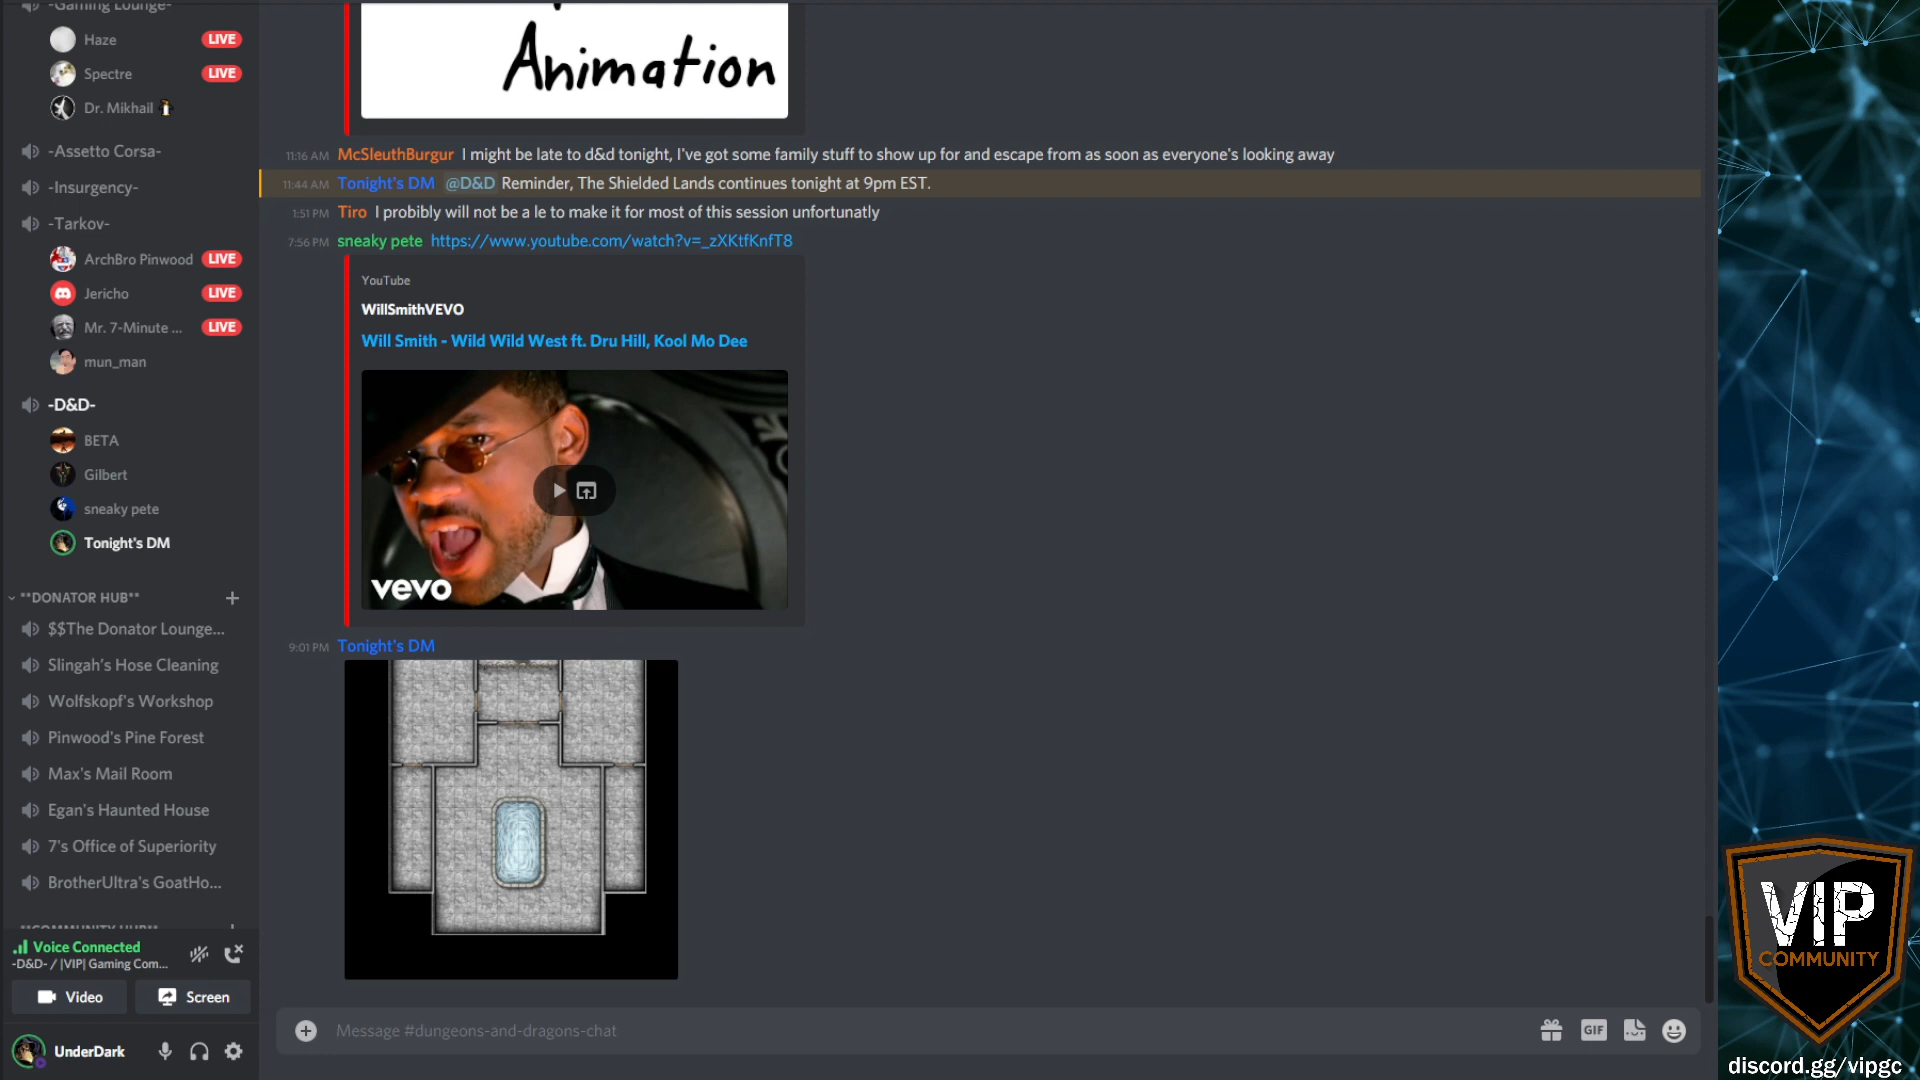 -Gaming Lounge-
Haze LIVE
Spectre LIVE
Dr. Mikhail
-Assetto Corsa-
-Insurgency-
-Tarkov-
ArchBro Pinwood LIVE
Jericho LIVE
Mr. 7-Minute ... LIVE
mun_man
-D&D-
BETA
Gilbert
sneaky pete
Tonight's DM
**DONATOR HUB**
$$The Donator Lounge...
Slingah's Hose Cleaning
Wolfskopf's Workshop
Pinwood's Pine Forest
Max's Mail Room
Egan's Haunted House
7's Office of Superiority
BrotherUltra's GoatHo...
**COMMUNITY HUB**
Voice Connected
-D&D- / |VIP| Gaming Com...
Video Screen
UnderDark
Animation
11:16 AM McSleuthBurgur I might be late to d&d tonight, I've got some family stuff to show up for and escape from as soon as everyone's looking away
11:44 AM Tonight's DM @D&D Reminder, The Shielded Lands continues tonight at 9pm EST.
1:51 PM Tiro I probibly will not be a le to make it for most of this session unfortunatly
7:56 PM sneaky pete https://www.youtube.com/watch?v=_zXKtfKnfT8
YouTube
WillSmithVEVO
Will Smith - Wild Wild West ft. Dru Hill, Kool Mo Dee
vevo
9:01 PM Tonight's DM
Message #dungeons-and-dragons-chat
GIF
VIP
COMMUNITY
discord.gg/vipgc